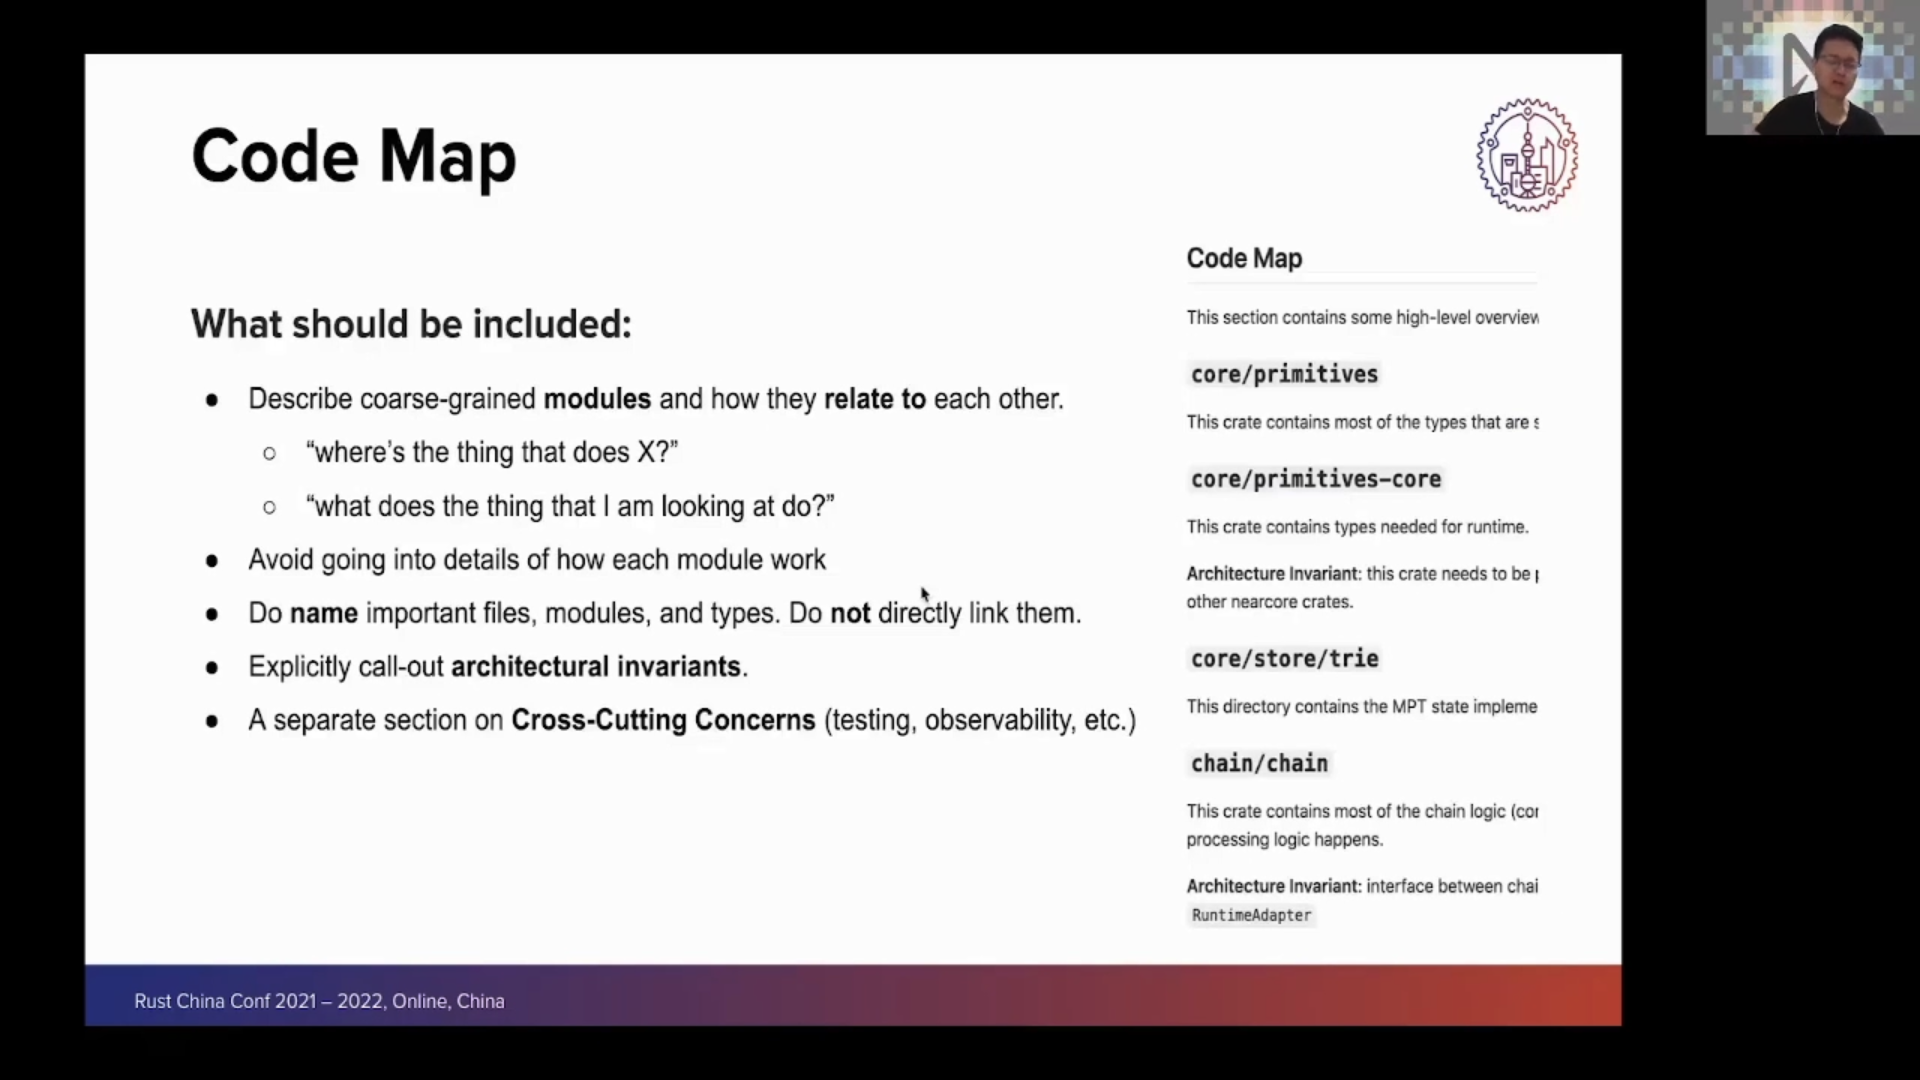 Code Map
What should be included:
● Describe coarse-grained modules and how they relate to each other.
○ “where’s the thing that does X?”
○ “what does the thing that I am looking at do?”
● Avoid going into details of how each module work
● Do name important files, modules, and types. Do not directly link them.
● Explicitly call-out architectural invariants.
● A separate section on Cross-Cutting Concerns (testing, observability, etc.)
Code Map
This section contains some high-level overview
core/primitives
This crate contains most of the types that are
core/primitives-core
This crate contains types needed for runtime.
Architecture Invariant: this crate needs to be
other nearcore crates.
core/store/trie
This directory contains the MPT state impleme
chain/chain
This crate contains most of the chain logic (cor
processing logic happens.
Architecture Invariant: interface between chai
RuntimeAdapter
Rust China Conf 2021 – 2022, Online, China